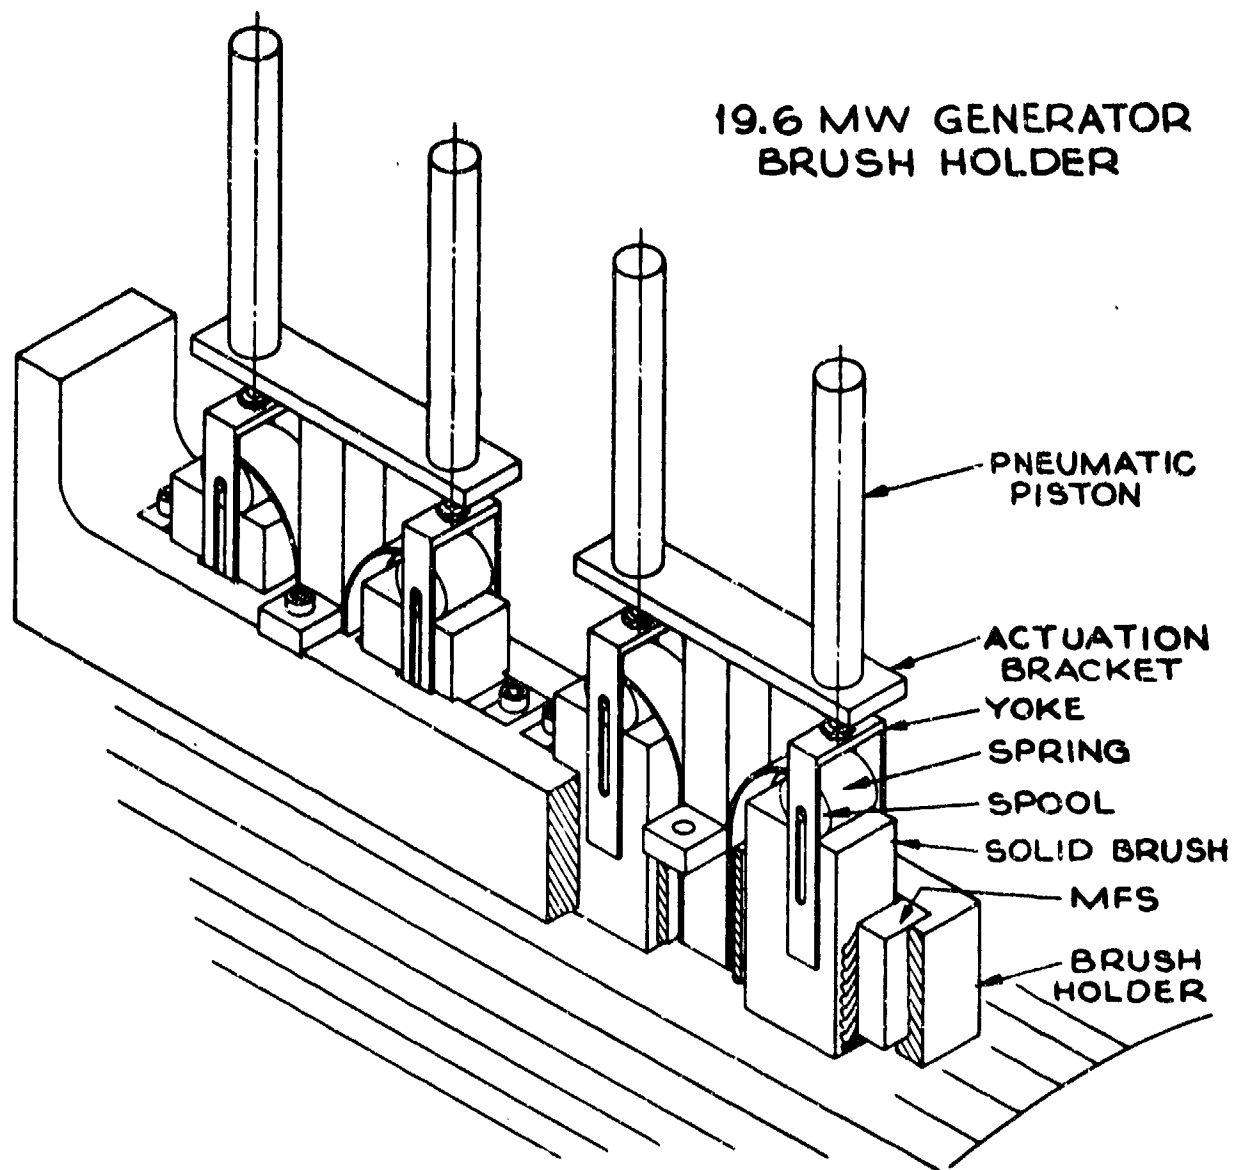 19.6 MW GENERATOR
BRUSH HOLDER
PNEUMATIC
PISTON
ACTUATION
BRACKET
YOKE
SPRING
SPOOL
SOLID BRUSH
MFS
BRUSH
HOLDER